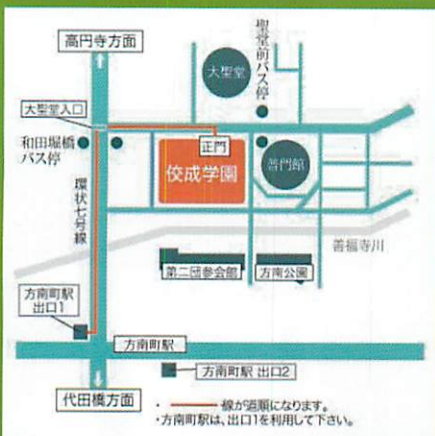 高円寺方面
聖堂前バス停
大聖堂
大聖堂入口
和田堀橋
バス停
正門
佼成学園
普門館
環状七号線
善福寺川
第二団参会館
方南公園
方南町駅
出口1
方南町駅
方南町駅 出口2
代田橋方面
・ ――― 線が道順になります。
・方南町駅は、出口1を利用して下さい。